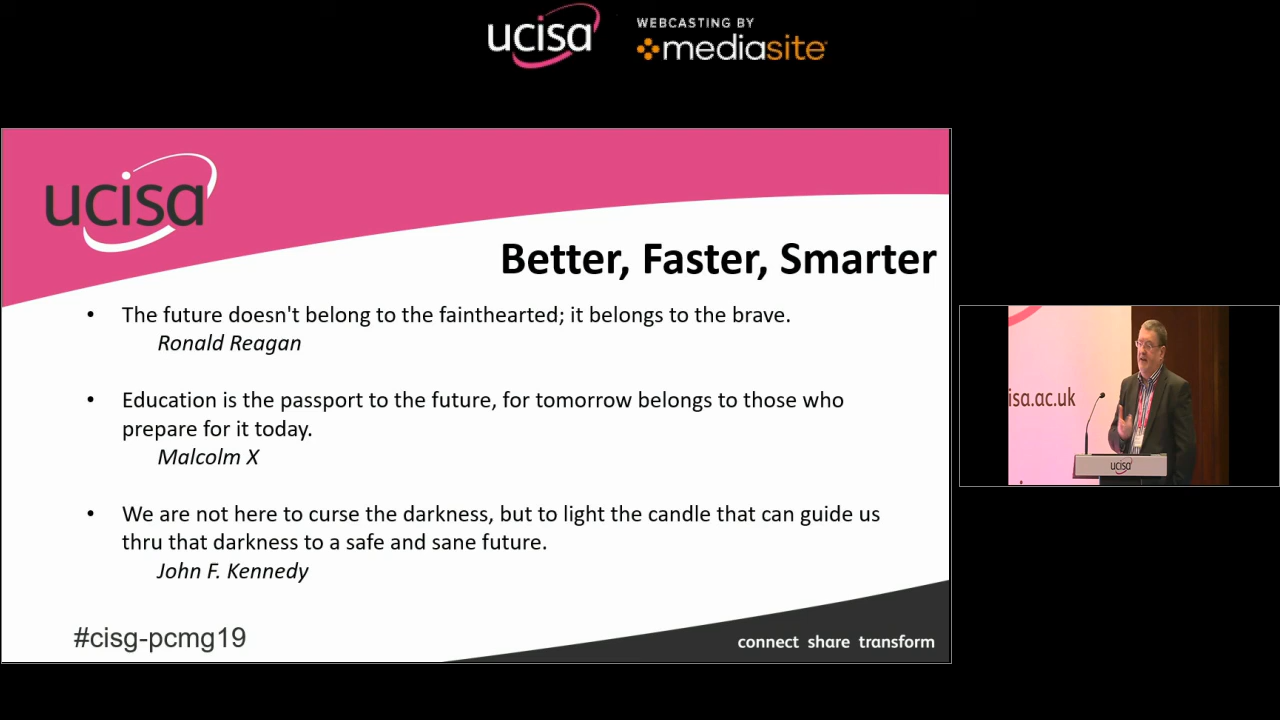 ucisa
WEBCASTING BY
mediasite
ucisa
Better, Faster, Smarter
• The future doesn't belong to the fainthearted; it belongs to the brave.
Ronald Reagan
• Education is the passport to the future, for tomorrow belongs to those who
prepare for it today.
Malcolm X
• We are not here to curse the darkness, but to light the candle that can guide us
thru that darkness to a safe and sane future.
John F. Kennedy
#cisg-pcmg19
connect share transform
isa.ac.uk
ucisa